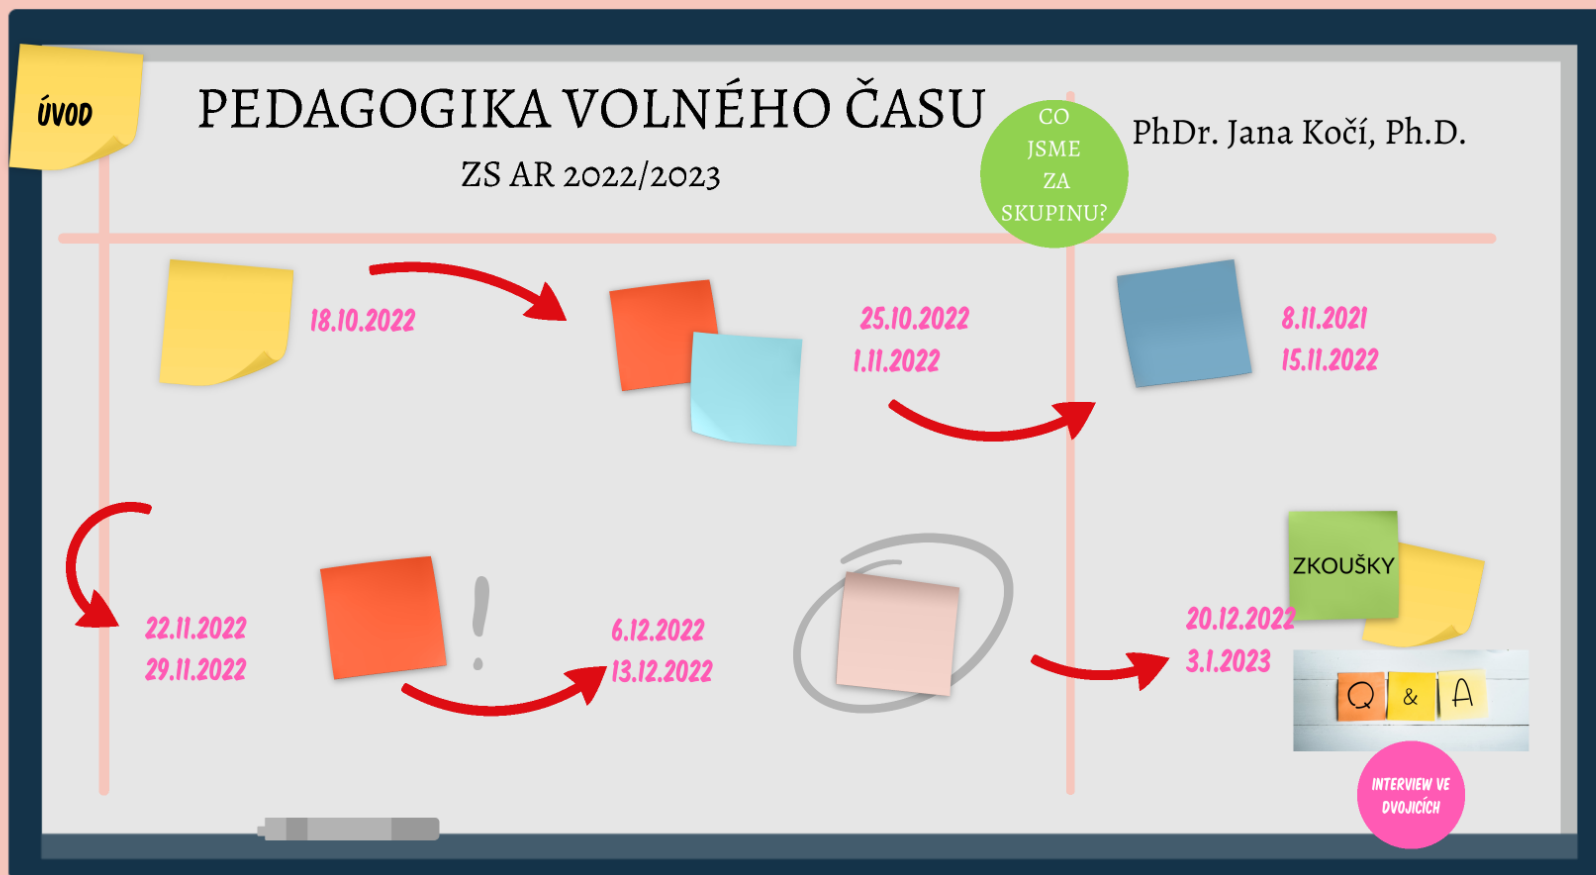 ÚVOD
PEDAGOGIKA VOLNÉHO ČASU
ZS AR 2022/2023
CO
JSME
ZA
SKUPINU?
PhDr. Jana Kočí, Ph.D.
18.10.2022
25.10.2022
1.11.2022
8.11.2021
15.11.2022
22.11.2022
29.11.2022
!
6.12.2022
13.12.2022
ZKOUŠKY
20.12.2022
3.1.2023
Q & A
INTERVIEW VE
DVOJICÍCH